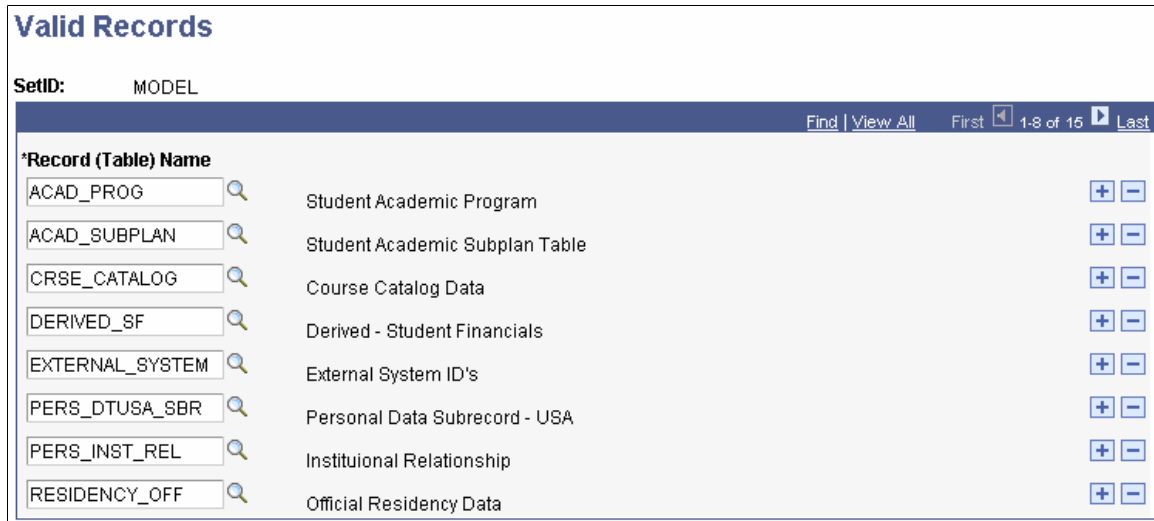 Valid Records
SetID: MODEL
Find | View All First 1-8 of 15 Last
*Record (Table) Name
ACAD_PROG Student Academic Program
ACAD_SUBPLAN Student Academic Subplan Table
CRSE_CATALOG Course Catalog Data
DERIVED_SF Derived - Student Financials
EXTERNAL_SYSTEM External System ID's
PERS_DTUSA_SBR Personal Data Subrecord - USA
PERS_INST_REL Instituional Relationship
RESIDENCY_OFF Official Residency Data